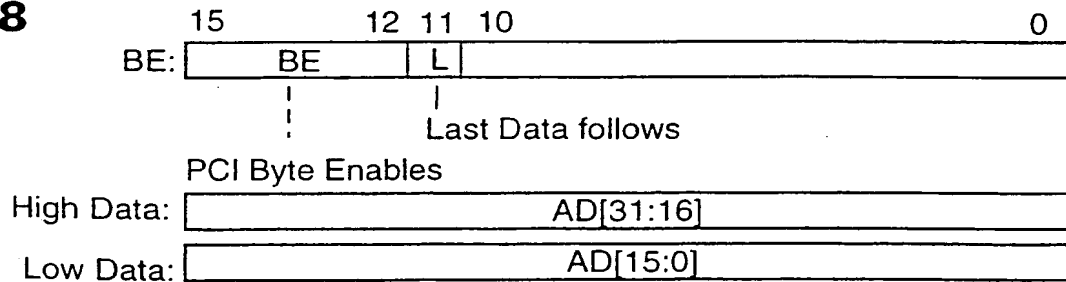 8
15 12 11 10 0
BE: BE L
Last Data follows
PCI Byte Enables
High Data: AD[31:16]
Low Data: AD[15:0]